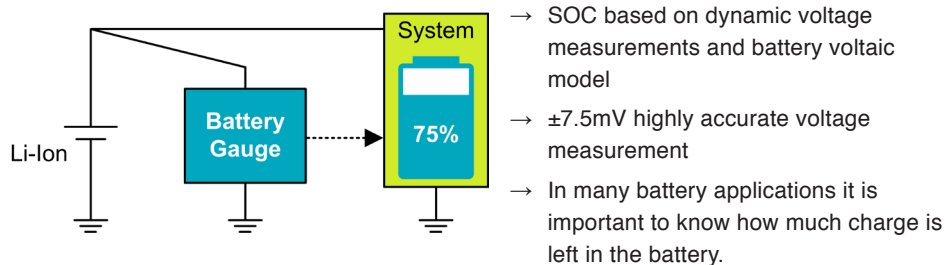 System
Battery
Gauge
75%
Li-Ion
→ SOC based on dynamic voltage
measurements and battery voltaic
model
→ ±7.5mV highly accurate voltage
measurement
→ In many battery applications it is
important to know how much charge is
left in the battery.